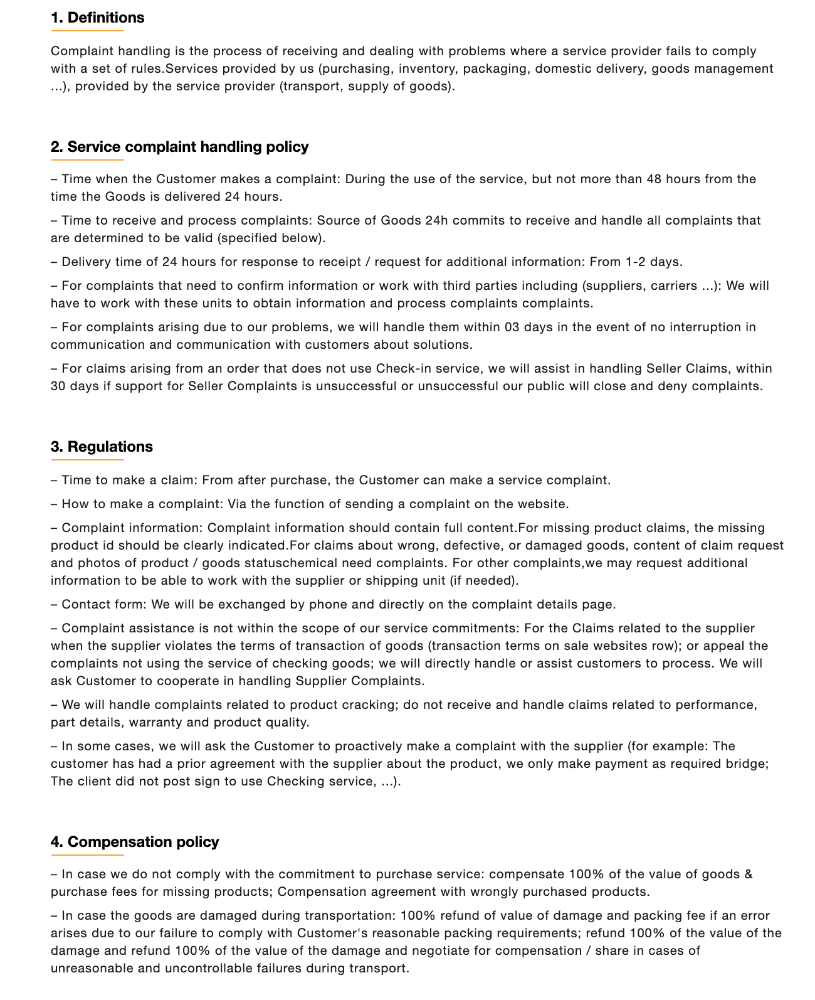 1. Definitions
Complaint handling is the process of receiving and dealing with problems where a service provider fails to comply
with a set of rules.Services provided by us (purchasing, inventory, packaging, domestic delivery, goods management
...), provided by the service provider (transport, supply of goods).
2. Service complaint handling policy
– Time when the Customer makes a complaint: During the use of the service, but not more than 48 hours from the
time the Goods is delivered 24 hours.
– Time to receive and process complaints: Source of Goods 24h commits to receive and handle all complaints that
are determined to be valid (specified below).
– Delivery time of 24 hours for response to receipt / request for additional information: From 1-2 days.
– For complaints that need to confirm information or work with third parties including (suppliers, carriers ...): We will
have to work with these units to obtain information and process complaints complaints.
– For complaints arising due to our problems, we will handle them within 03 days in the event of no interruption in
communication and communication with customers about solutions.
– For claims arising from an order that does not use Check-in service, we will assist in handling Seller Claims, within
30 days if support for Seller Complaints is unsuccessful or unsuccessful our public will close and deny complaints.
3. Regulations
– Time to make a claim: From after purchase, the Customer can make a service complaint.
– How to make a complaint: Via the function of sending a complaint on the website.
– Complaint information: Complaint information should contain full content.For missing product claims, the missing
product id should be clearly indicated.For claims about wrong, defective, or damaged goods, content of claim request
and photos of product / goods statuschemical need complaints. For other complaints,we may request additional
information to be able to work with the supplier or shipping unit (if needed).
– Contact form: We will be exchanged by phone and directly on the complaint details page.
– Complaint assistance is not within the scope of our service commitments: For the Claims related to the supplier
when the supplier violates the terms of transaction of goods (transaction terms on sale websites row); or appeal the
complaints not using the service of checking goods; we will directly handle or assist customers to process. We will
ask Customer to cooperate in handling Supplier Complaints.
– We will handle complaints related to product cracking; do not receive and handle claims related to performance,
part details, warranty and product quality.
– In some cases, we will ask the Customer to proactively make a complaint with the supplier (for example: The
customer has had a prior agreement with the supplier about the product, we only make payment as required bridge;
The client did not post sign to use Checking service, ...).
4. Compensation policy
– In case we do not comply with the commitment to purchase service: compensate 100% of the value of goods &
purchase fees for missing products; Compensation agreement with wrongly purchased products.
– In case the goods are damaged during transportation: 100% refund of value of damage and packing fee if an error
arises due to our failure to comply with Customer's reasonable packing requirements; refund 100% of the value of the
damage and refund 100% of the value of the damage and negotiate for compensation / share in cases of
unreasonable and uncontrollable failures during transport.